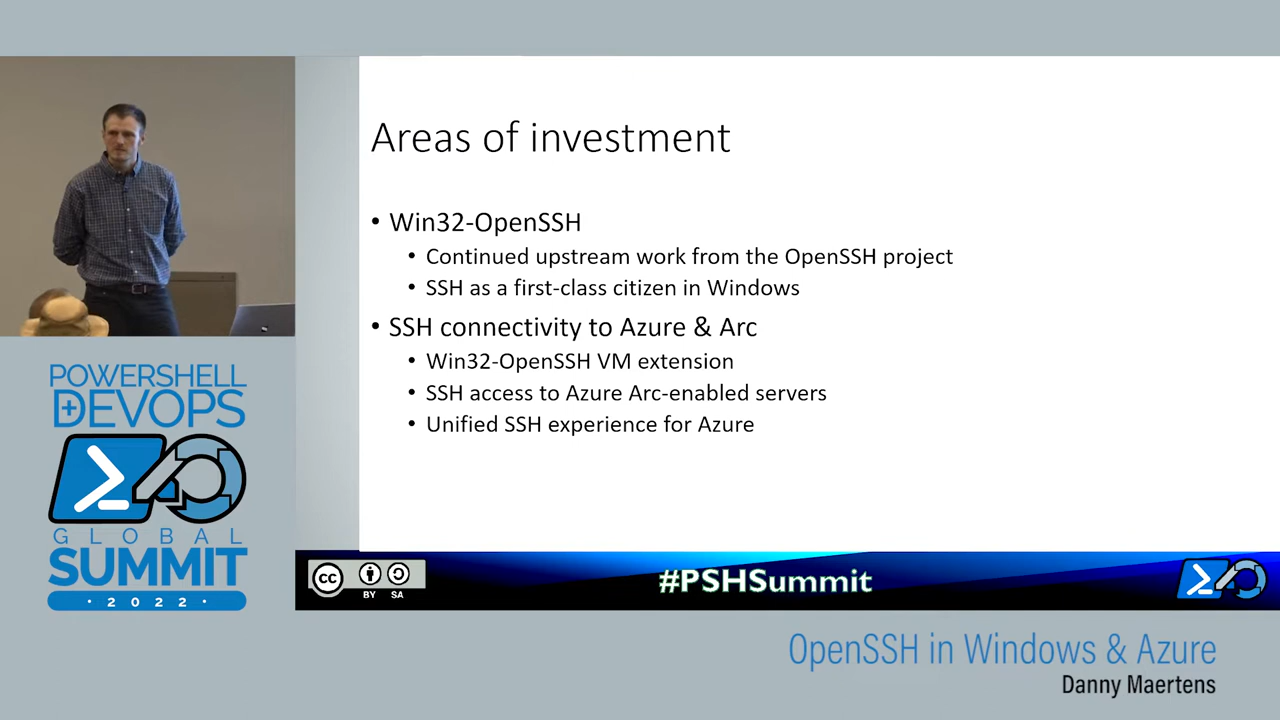 Areas of investment
• Win32-OpenSSH
• Continued upstream work from the OpenSSH project
• SSH as a first-class citizen in Windows
• SSH connectivity to Azure & Arc
• Win32-OpenSSH VM extension
• SSH access to Azure Arc-enabled servers
• Unified SSH experience for Azure
POWERSHELL
DEVOPS
GLOBAL
SUMMIT
· 2022 ·
cc
BY SA
#PSHSummit
OpenSSH in Windows & Azure
Danny Maertens